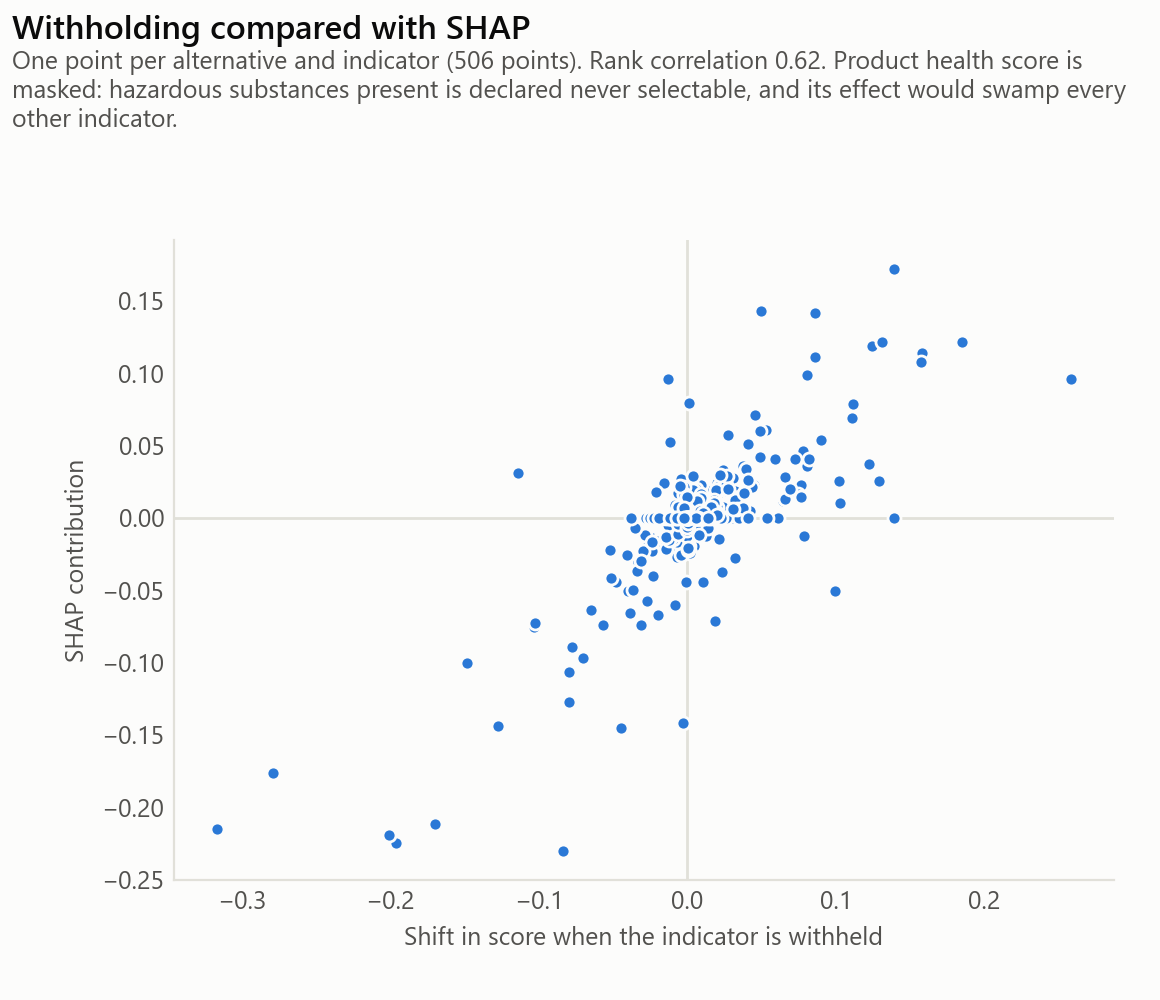 Withholding compared with SHAP
One point per alternative and indicator (506 points). Rank correlation 0.62. Product health score is
masked: hazardous substances present is declared never selectable, and its effect would swamp every
other indicator.
0.15
0.10
0.05
0.00
−0.05
−0.10
−0.15
−0.20
−0.25
SHAP contribution
−0.3 −0.2 −0.1 0.0 0.1 0.2
Shift in score when the indicator is withheld